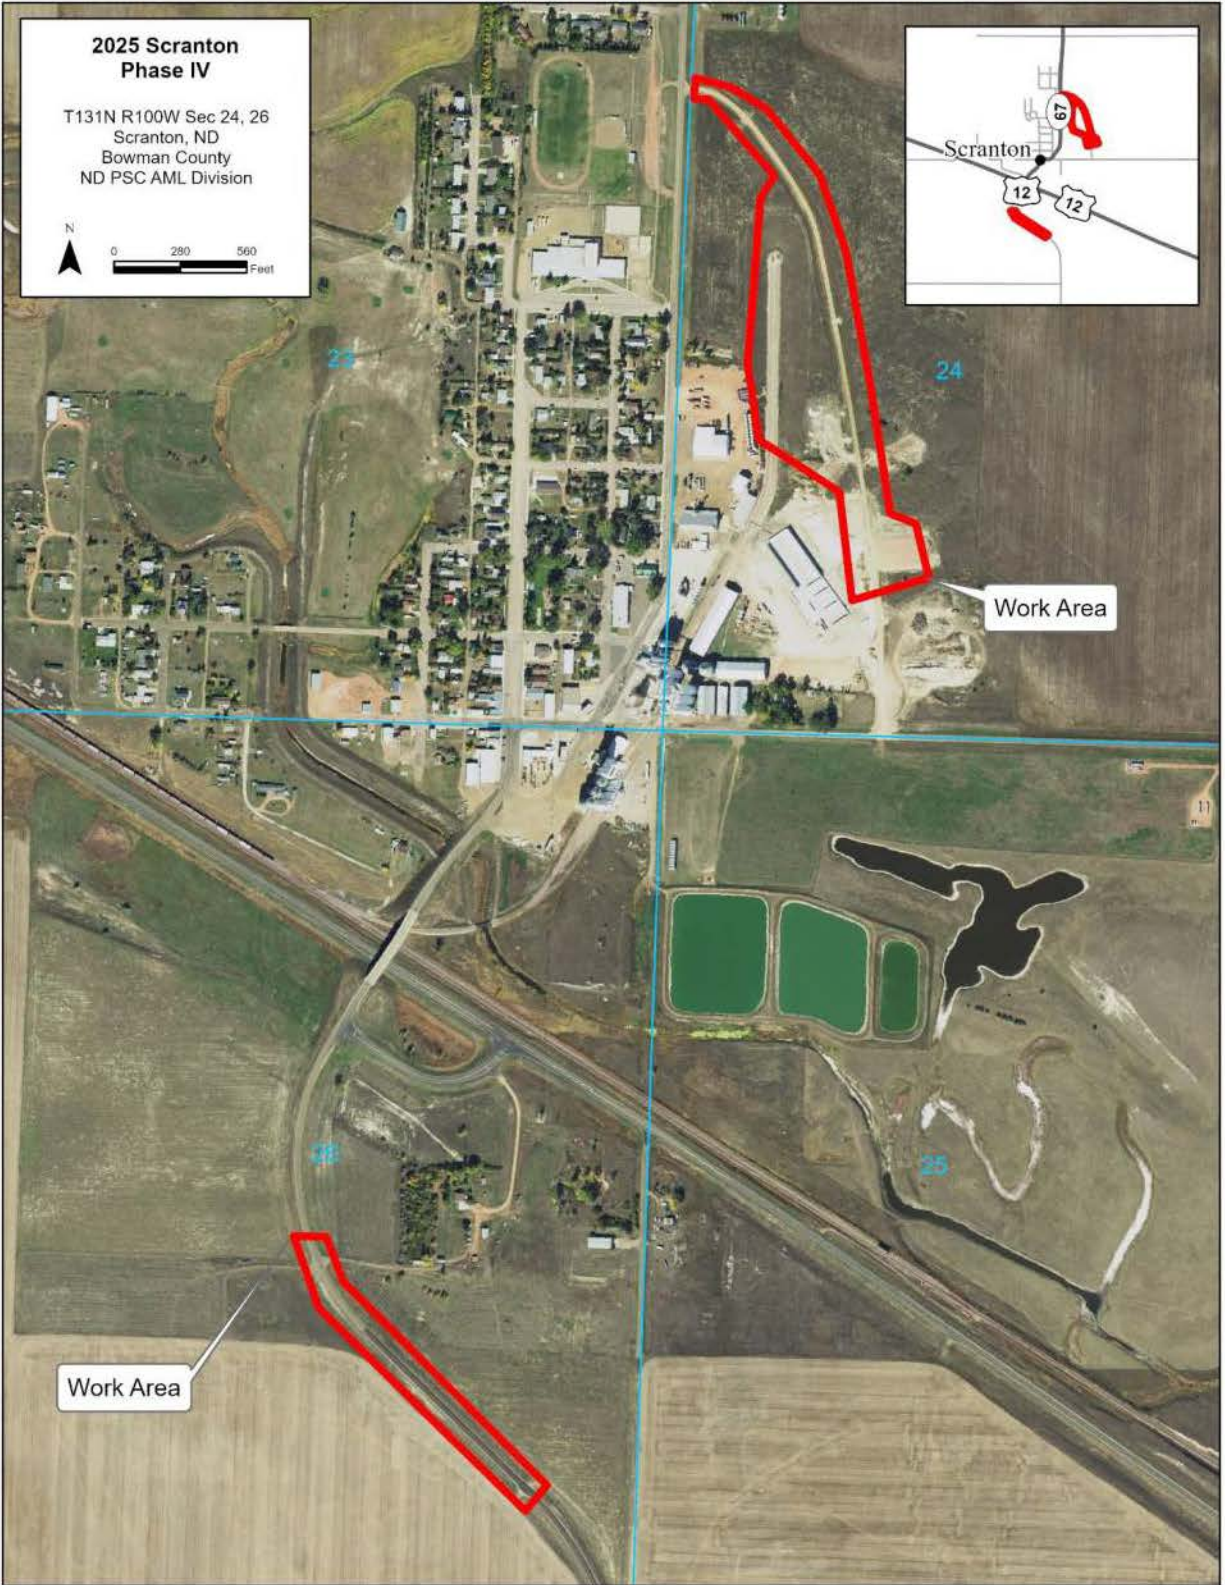 2025 Scranton
Phase IV
T131N R100W Sec 24, 26
Scranton, ND
Bowman County
ND PSC AML Division
N
0 280 560
Feet
67
Scranton
12
12
23
24
Work Area
26
25
Work Area